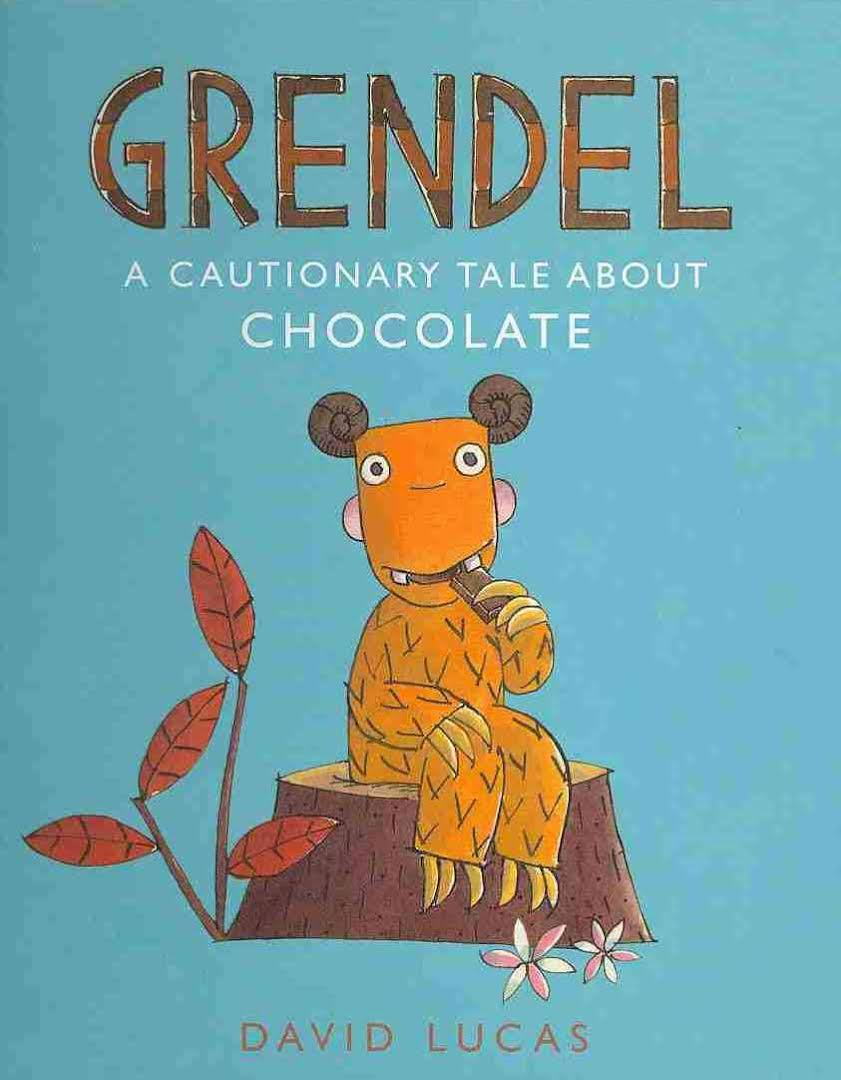 GRENDEL
A CAUTIONARY TALE ABOUT
CHOCOLATE
DAVID LUCAS